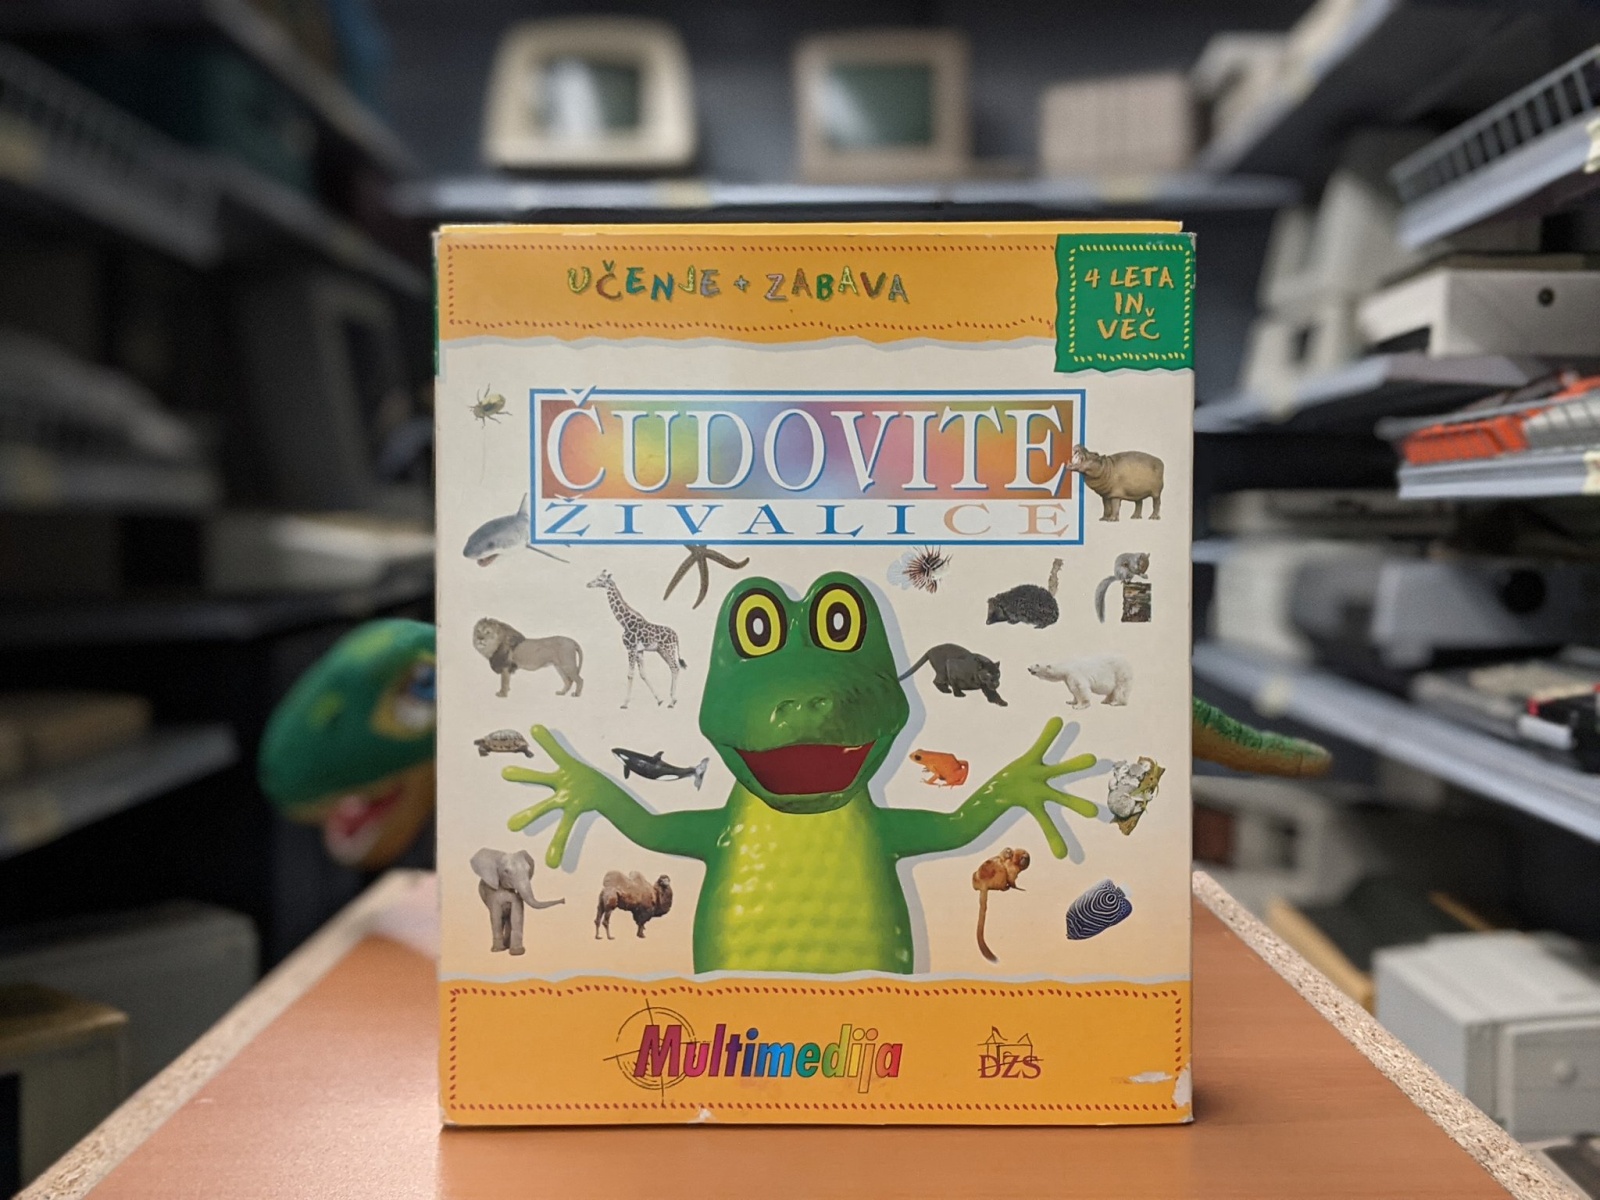 UČENJE + ZABAVA
4 LETA
IN
VEČ
ČUDOVITE
ŽIVALICE
Multimedija
DZS